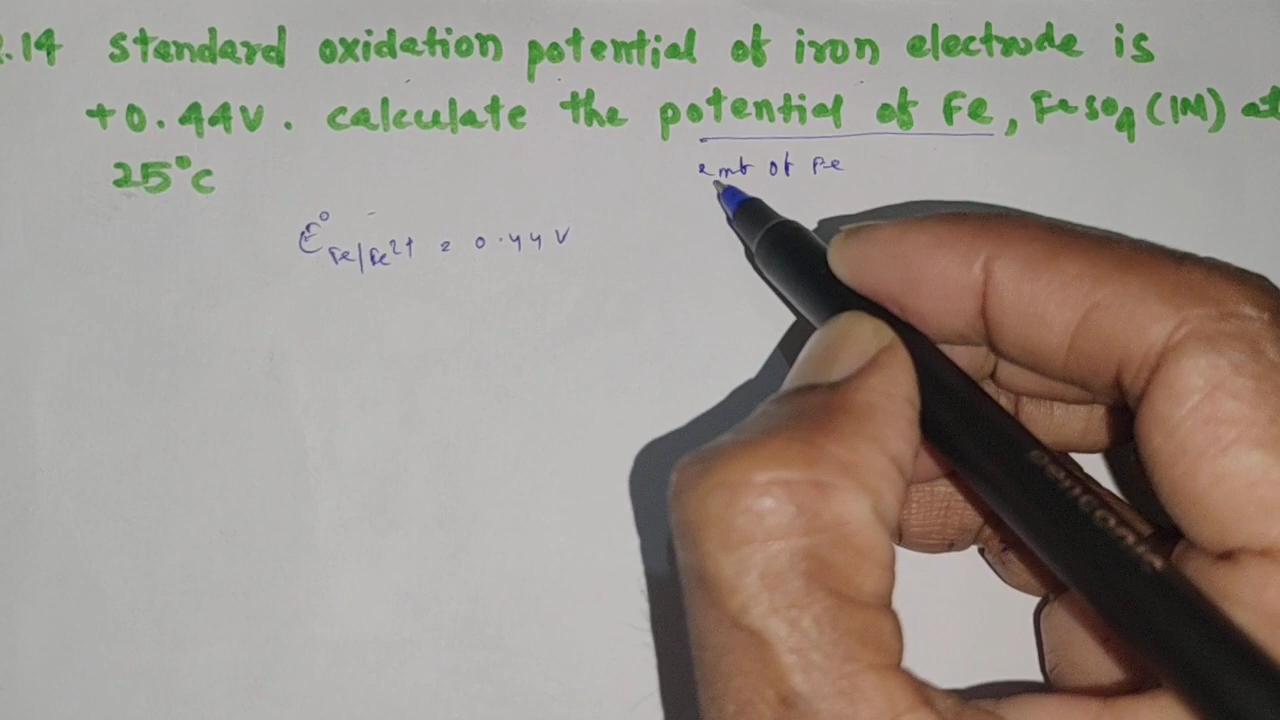 .14 Standard oxidation potential of iron electrode is
+0.44V. calculate the potential of Fe, FeSO4 (1M) at
25°c
emf of Fe
E°Fe/Fe2+ = 0.44 V